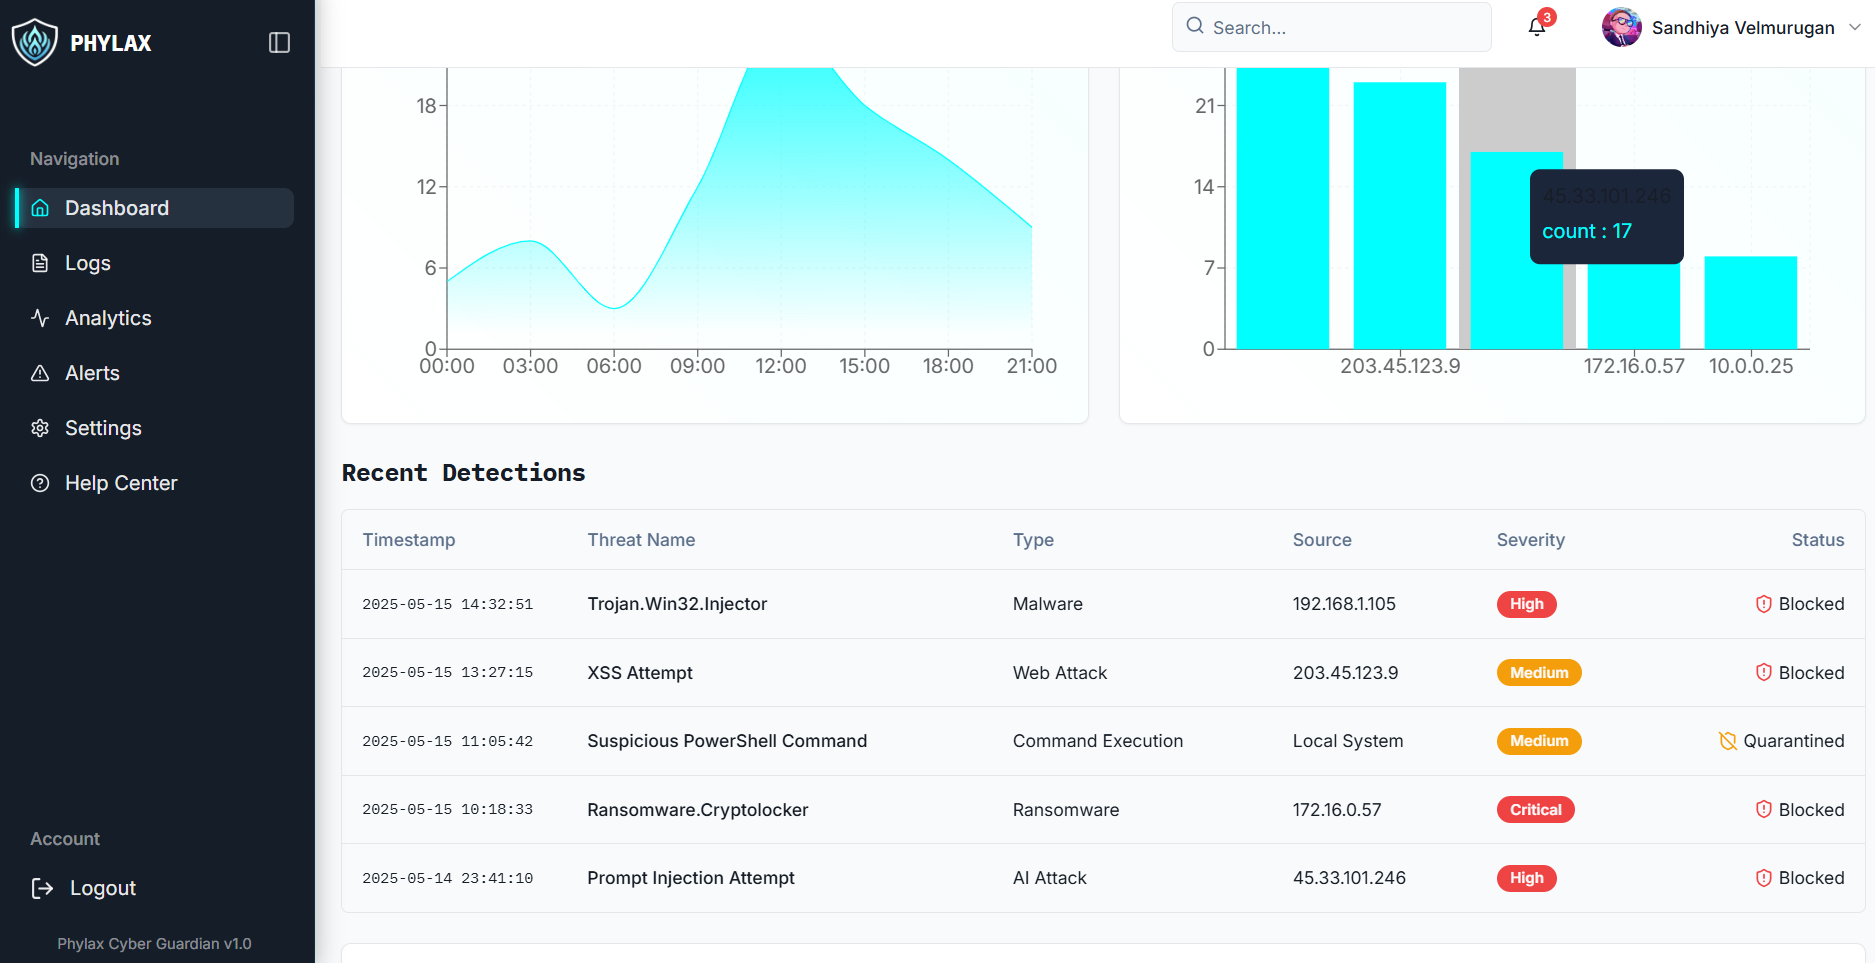 PHYLAX
Search...
3
Sandhiya Velmurugan
Navigation
Dashboard
Logs
Analytics
Alerts
Settings
Help Center
Account
Logout
Phylax Cyber Guardian v1.0
18
12
6
0
00:00 03:00 06:00 09:00 12:00 15:00 18:00 21:00
21
14
7
0
45.33.101.246
count : 17
203.45.123.9 172.16.0.57 10.0.0.25
Recent Detections
Timestamp Threat Name Type Source Severity Status
2025-05-15 14:32:51 Trojan.Win32.Injector Malware 192.168.1.105 High Blocked
2025-05-15 13:27:15 XSS Attempt Web Attack 203.45.123.9 Medium Blocked
2025-05-15 11:05:42 Suspicious PowerShell Command Command Execution Local System Medium Quarantined
2025-05-15 10:18:33 Ransomware.Cryptolocker Ransomware 172.16.0.57 Critical Blocked
2025-05-14 23:41:10 Prompt Injection Attempt AI Attack 45.33.101.246 High Blocked